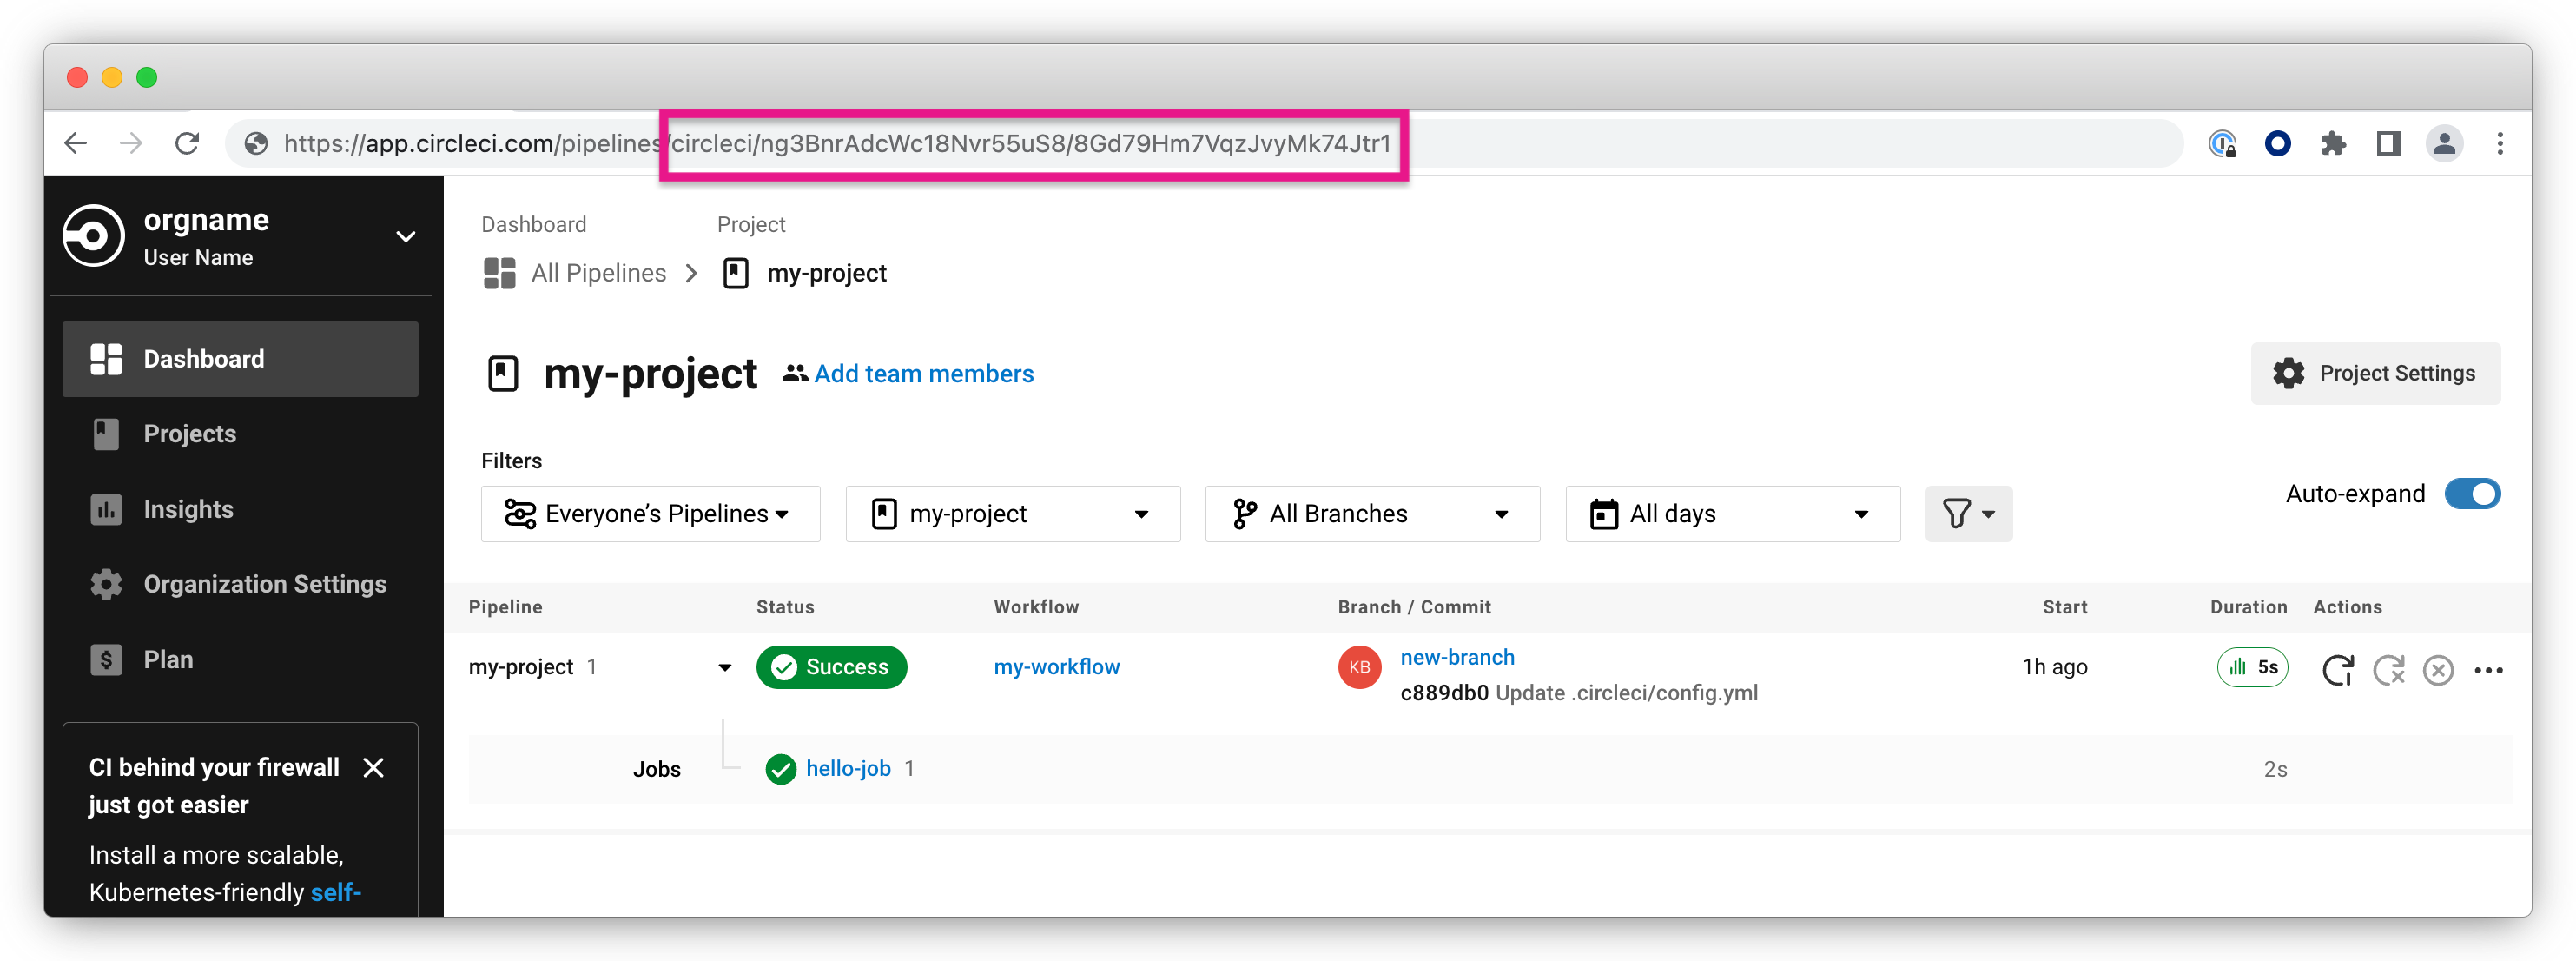 https://app.circleci.com/pipelines/circleci/ng3BnrAdcWc18Nvr55uS8/8Gd79Hm7VqzJvyMk74Jtr1
orgname
User Name
Dashboard
Projects
Insights
Organization Settings
Plan
CI behind your firewall
just got easier
Install a more scalable,
Kubernetes-friendly self-
Dashboard Project
All Pipelines my-project
my-project Add team members
Project Settings
Filters
Everyone’s Pipelines my-project All Branches All days
Auto-expand
Pipeline Status Workflow Branch / Commit Start Duration Actions
my-project 1 Success my-workflow KB new-branch 1h ago 5s
c889db0 Update .circleci/config.yml
Jobs hello-job 1 2s